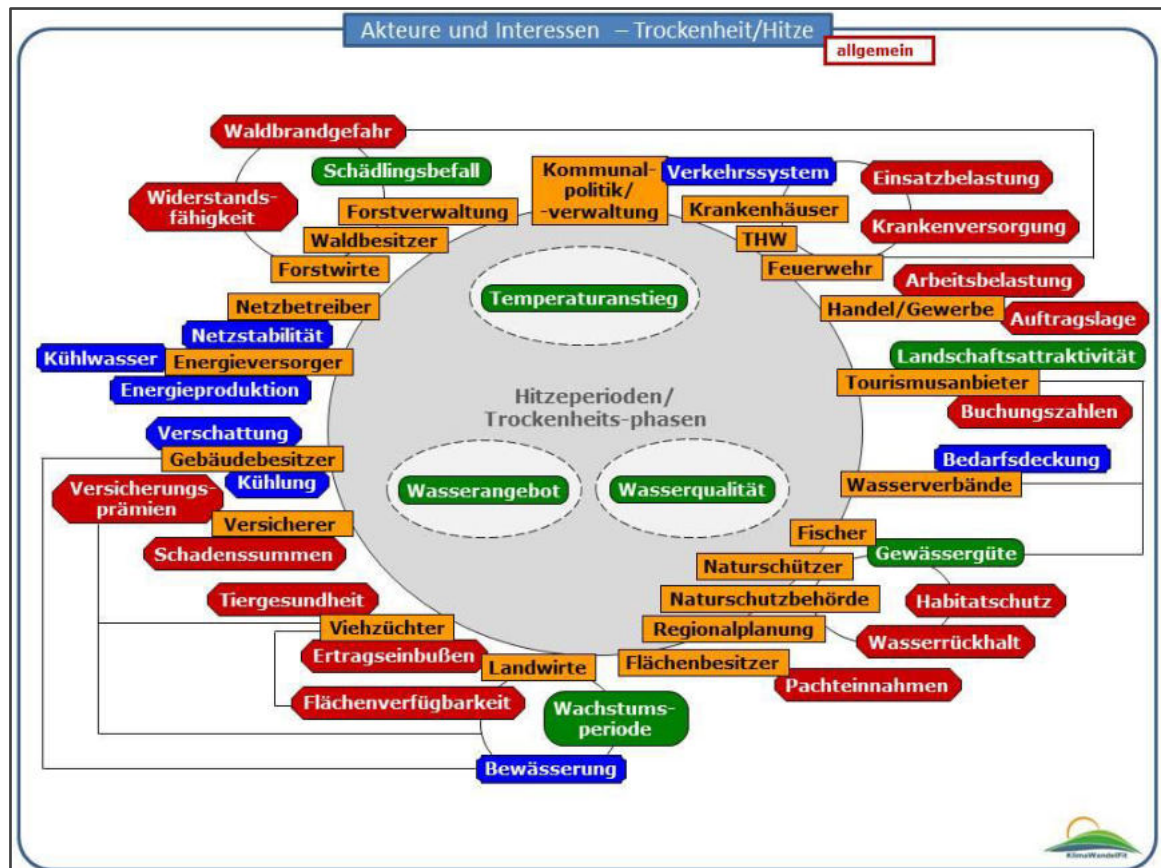 Akteure und Interessen – Trockenheit/Hitze
allgemein
Waldbrandgefahr
Schädlingsbefall
Widerstands-
fähigkeit
Forstverwaltung
Waldbesitzer
Forstwirte
Kommunal-
politik/
-verwaltung
Verkehrssystem
Krankenhäuser
THW
Feuerwehr
Einsatzbelastung
Krankenversorgung
Arbeitsbelastung
Handel/Gewerbe
Auftragslage
Netzbetreiber
Netzstabilität
Kühlwasser
Energieversorger
Energieproduktion
Temperaturanstieg
Landschaftsattraktivität
Tourismusanbieter
Buchungszahlen
Hitzeperioden/
Trockenheits-phasen
Verschattung
Gebäudebesitzer
Kühlung
Versicherungs-
prämien
Versicherer
Schadenssummen
Wasserangebot
Wasserqualität
Bedarfsdeckung
Wasserverbände
Fischer
Gewässergüte
Naturschützer
Naturschutzbehörde
Habitatschutz
Regionalplanung
Wasserrückhalt
Flächenbesitzer
Pachteinnahmen
Tiergesundheit
Viehzüchter
Ertragseinbußen
Landwirte
Flächenverfügbarkeit
Wachstums-
periode
Bewässerung
KlimaWandelFit